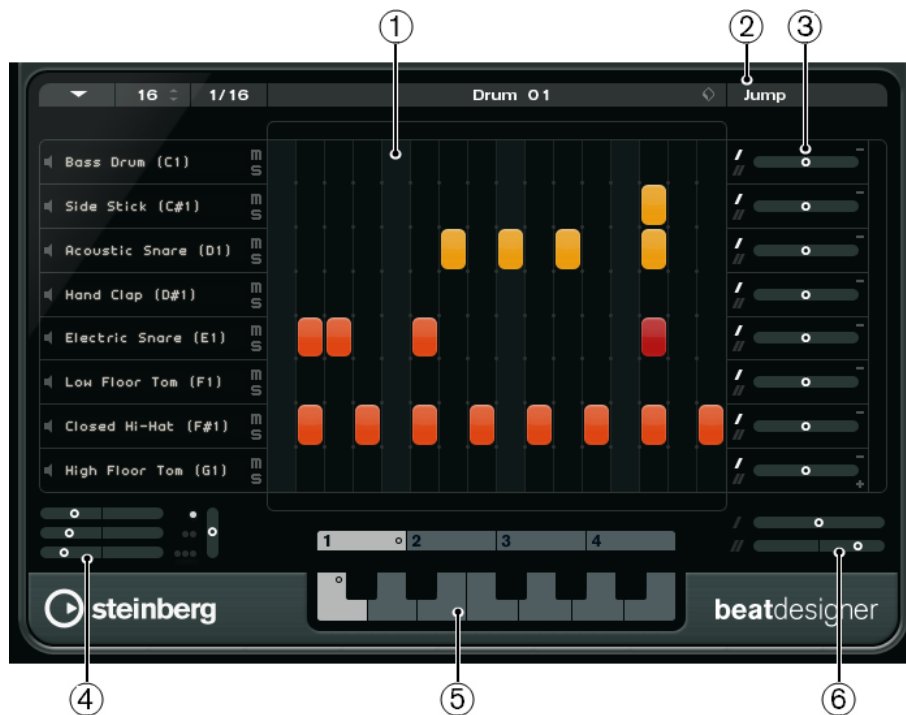 1 2 3
16 1/16 Drum 01 Jump
Bass Drum (C1) m s
Side Stick (C#1) m s
Acoustic Snare (D1) m s
Hand Clap (D#1) m s
Electric Snare (E1) m s
Low Floor Tom (F1) m s
Closed Hi-Hat (F#1) m s
High Floor Tom (G1) m s
1 2 3 4
steinberg beatdesigner
4 5 6